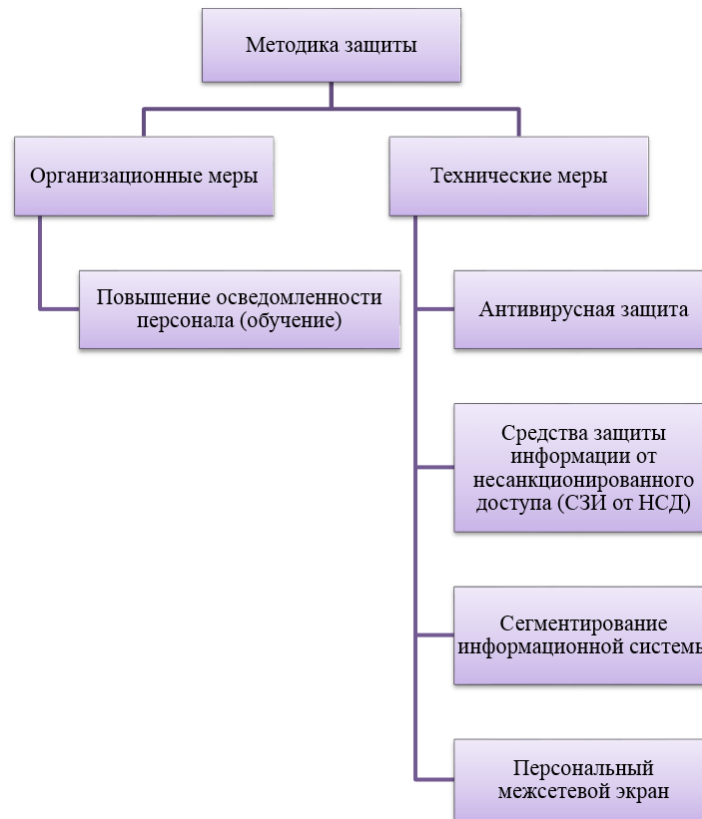 Методика защиты
Организационные меры
Технические меры
Повышение осведомленности
персонала (обучение)
Антивирусная защита
Средства защиты
информации от
несанкционированного
доступа (СЗИ от НСД)
Сегментирование
информационной системы
Персональный
межсетевой экран